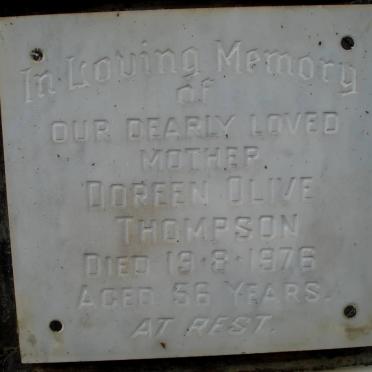 In Loving Memory
of
OUR DEARLY LOVED
MOTHER
DOREEN OLIVE
THOMPSON
DIED 19·8·1976
AGED 56 YEARS.
AT REST.